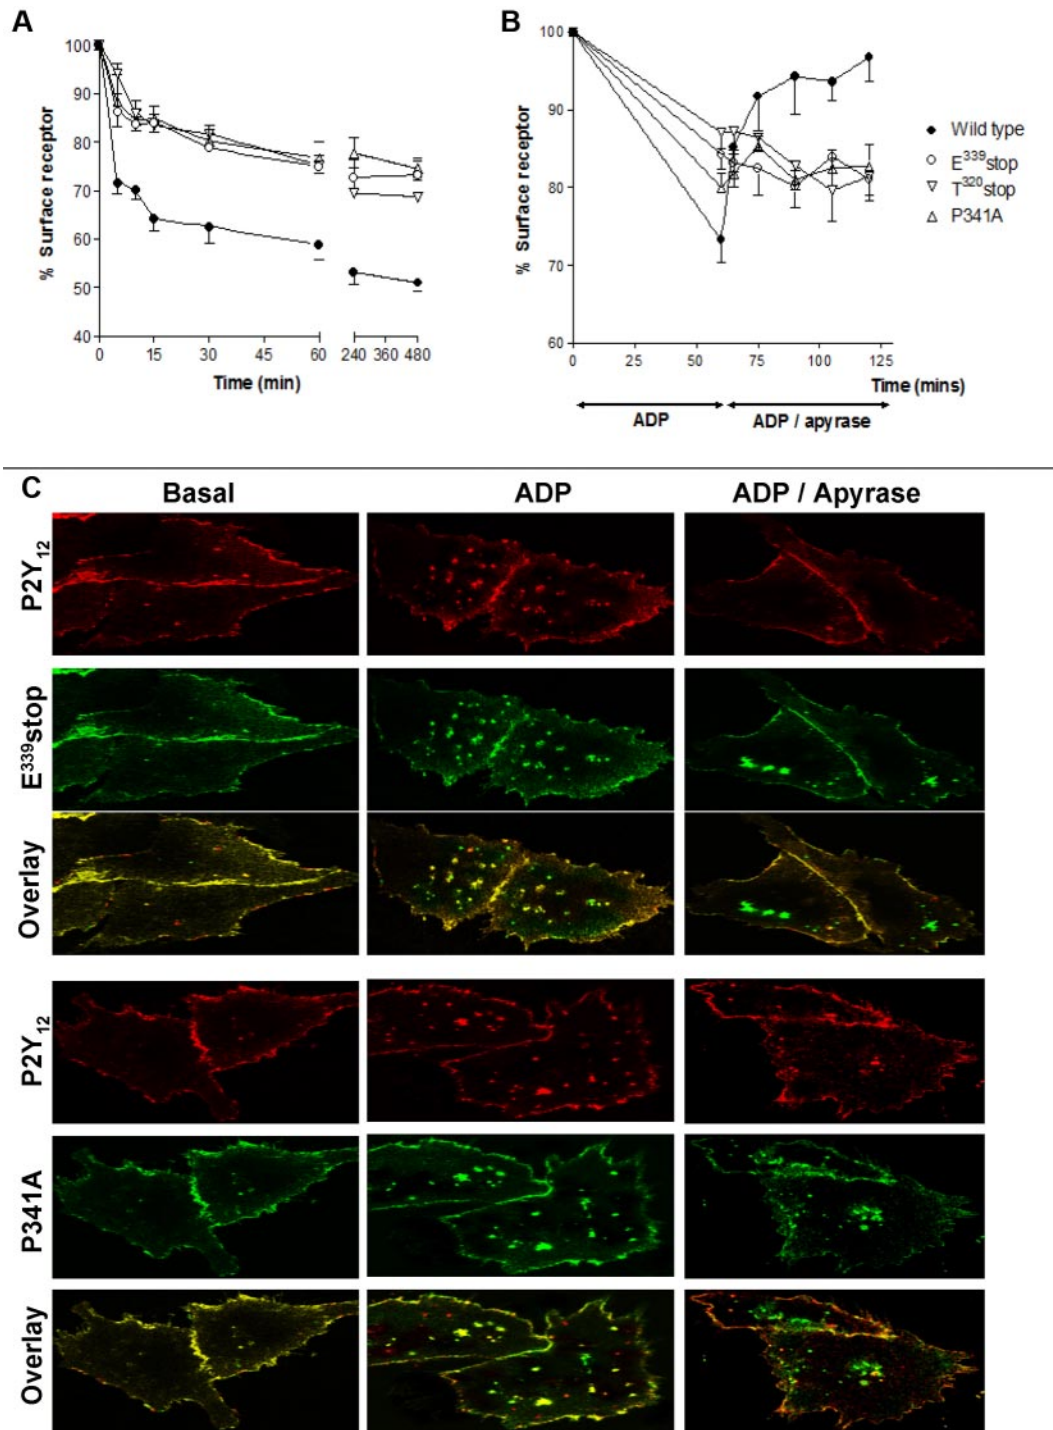 A
100
90
80
70
60
50
40
% Surface receptor
0 15 30 45 60 240 360 480
Time (min)
B
100
90
80
70
60
% Surface receptor
0 25 50 75 100 125
Time (mins)
ADP ADP / apyrase
Wild type
E³³⁹stop
T³²⁰stop
P341A
C Basal ADP ADP / Apyrase
P2Y₁₂
E³³⁹stop
Overlay
P2Y₁₂
P341A
Overlay